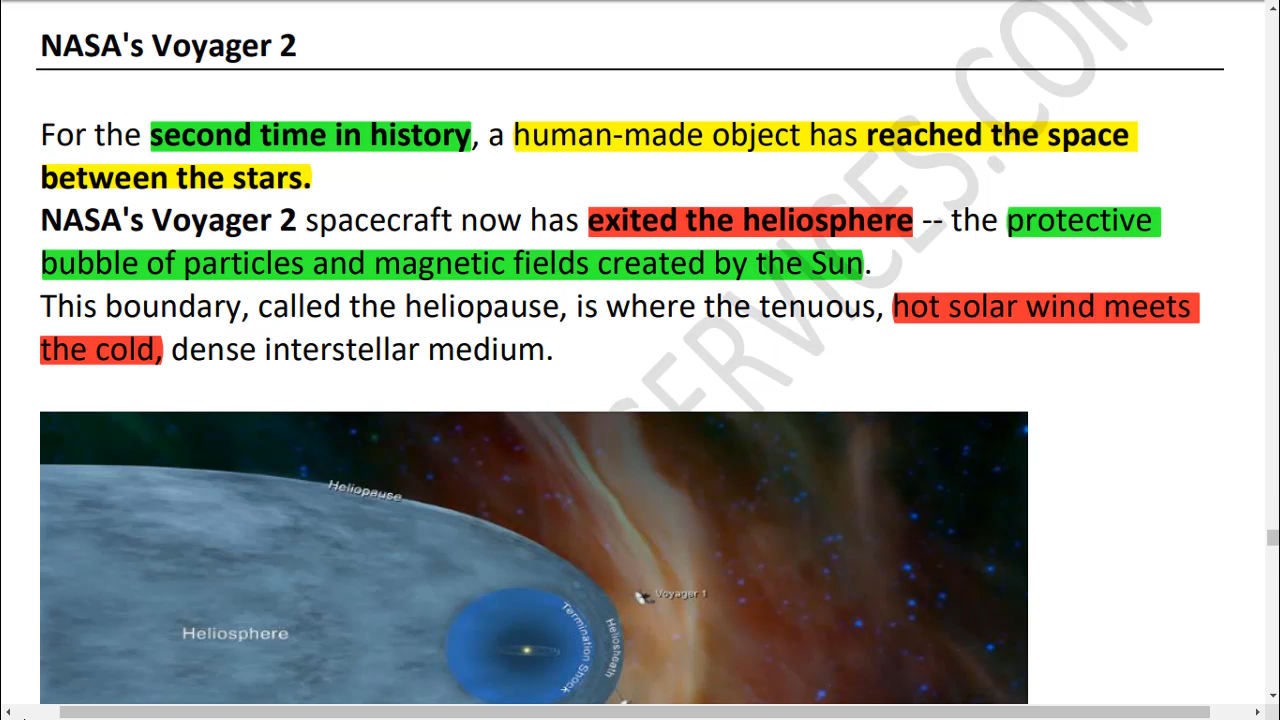 NASA's Voyager 2
For the second time in history, a human-made object has reached the space
between the stars.
NASA's Voyager 2 spacecraft now has exited the heliosphere -- the protective
bubble of particles and magnetic fields created by the Sun.
This boundary, called the heliopause, is where the tenuous, hot solar wind meets
the cold, dense interstellar medium.
SERVICES.COM
Heliopause
Voyager 1
Heliosphere
Termination Shock
Heliosheath